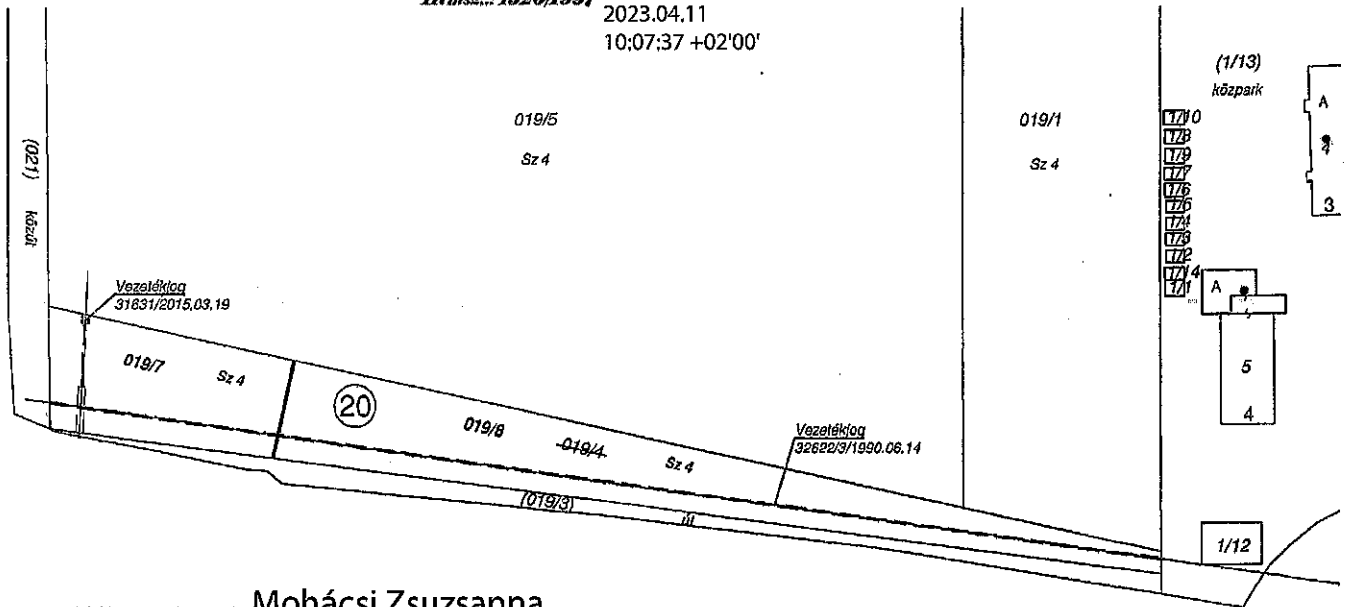 2023.04.11
10:07:37 +02'00'
(1/13)
közpark
A
4
3
019/5
Sz 4
019/1
Sz 4
1/10
1/8
1/9
1/7
1/6
1/5
1/4
1/3
1/2
1/14
1/1
(021) közút
Vezetékjog
31631/2015.03.19
A
5
4
019/7
Sz 4
20
019/8
019/4
Sz 4
Vezetékjog
32622/3/1990.06.14
(019/3)
út
1/12
Mohácsi Zsuzsanna